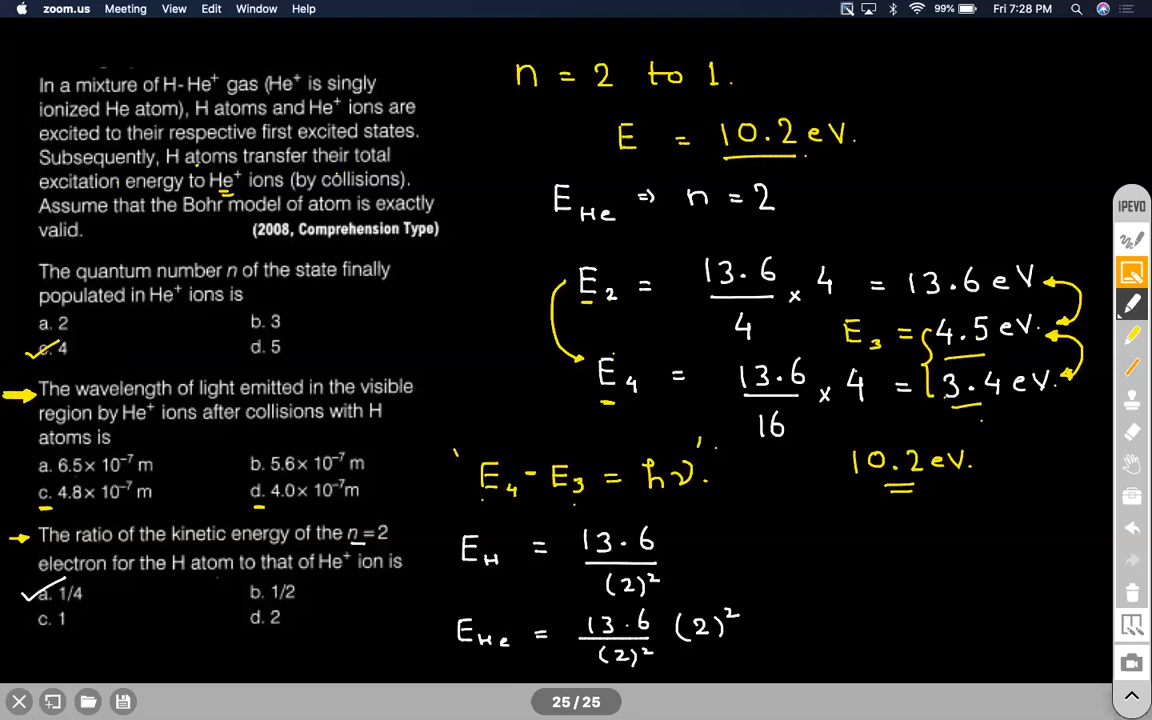 zoom.us Meeting View Edit Window Help 99% Fri 7:28 PM
In a mixture of H-He⁺ gas (He⁺ is singly
ionized He atom), H atoms and He⁺ ions are
excited to their respective first excited states.
Subsequently, H atoms transfer their total
excitation energy to He⁺ ions (by collisions).
Assume that the Bohr model of atom is exactly
valid. (2008, Comprehension Type)
The quantum number n of the state finally
populated in He⁺ ions is
a. 2 b. 3
c. 4 d. 5
The wavelength of light emitted in the visible
region by He⁺ ions after collisions with H
atoms is
a. 6.5× 10⁻⁷ m b. 5.6× 10⁻⁷ m
c. 4.8× 10⁻⁷ m d. 4.0× 10⁻⁷m
The ratio of the kinetic energy of the n=2
electron for the H atom to that of He⁺ ion is
a. 1/4 b. 1/2
c. 1 d. 2
n = 2 to 1.
E = 10.2 eV.
E_He ⇒ n = 2
E₂ = 13.6/4 × 4 = 13.6 eV
E₃ = 4.5 eV.
E₄ = 13.6/16 × 4 = 3.4 eV.
10.2 eV.
'E₄ - E₃ = hν'.
E_H = 13.6/(2)²
E_He = 13.6/(2)² (2)²
IPEVO
25 / 25